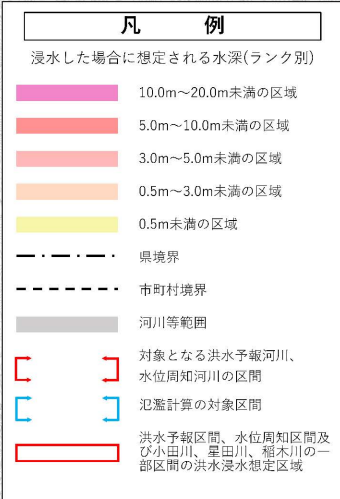 凡 例
浸水した場合に想定される水深(ランク別)
10.0m～20.0m未満の区域
5.0m～10.0m未満の区域
3.0m～5.0m未満の区域
0.5m～3.0m未満の区域
0.5m未満の区域
県境界
市町村境界
河川等範囲
対象となる洪水予報河川、
水位周知河川の区間
氾濫計算の対象区間
洪水予報区間、水位周知区間及
び小田川、星田川、稲木川の一
部区間の洪水浸水想定区域